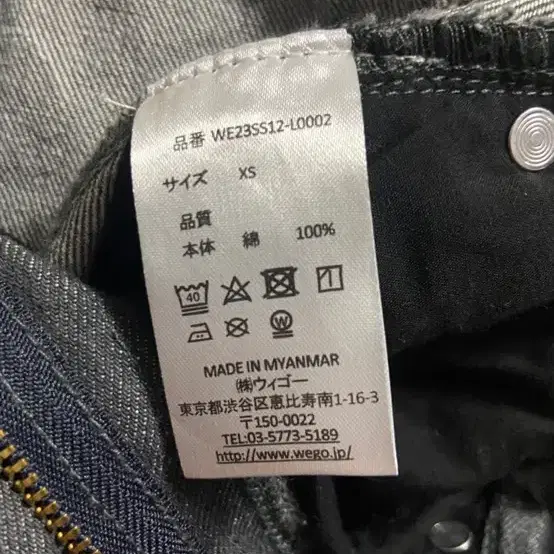 品番 WE23SS12-L0002
サイズ XS
品質
本体 綿 100%
40
W
MADE IN MYANMAR
㈱ウィゴー
東京都渋谷区恵比寿南1-16-3
〒150-0022
TEL:03-5773-5189
http://www.wego.jp/